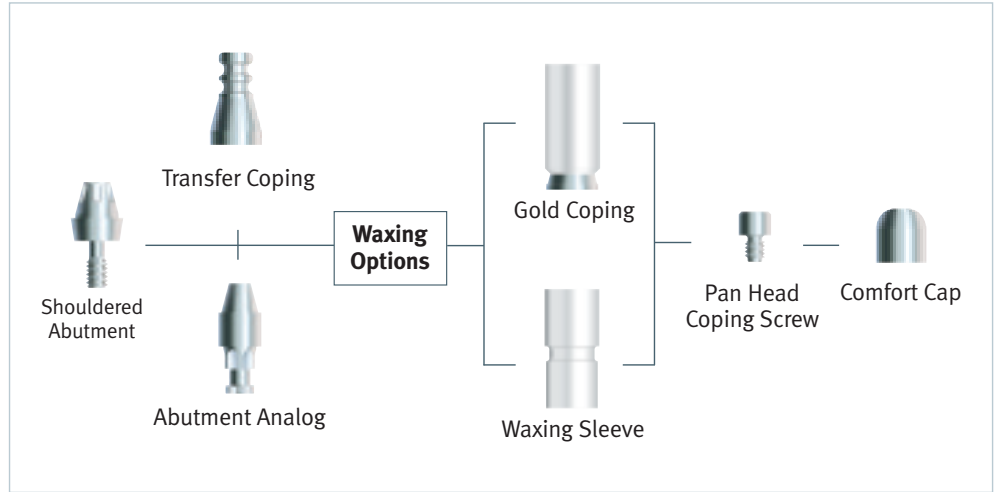 Transfer Coping
Shouldered
Abutment
Abutment Analog
Waxing
Options
Gold Coping
Waxing Sleeve
Pan Head
Coping Screw
Comfort Cap